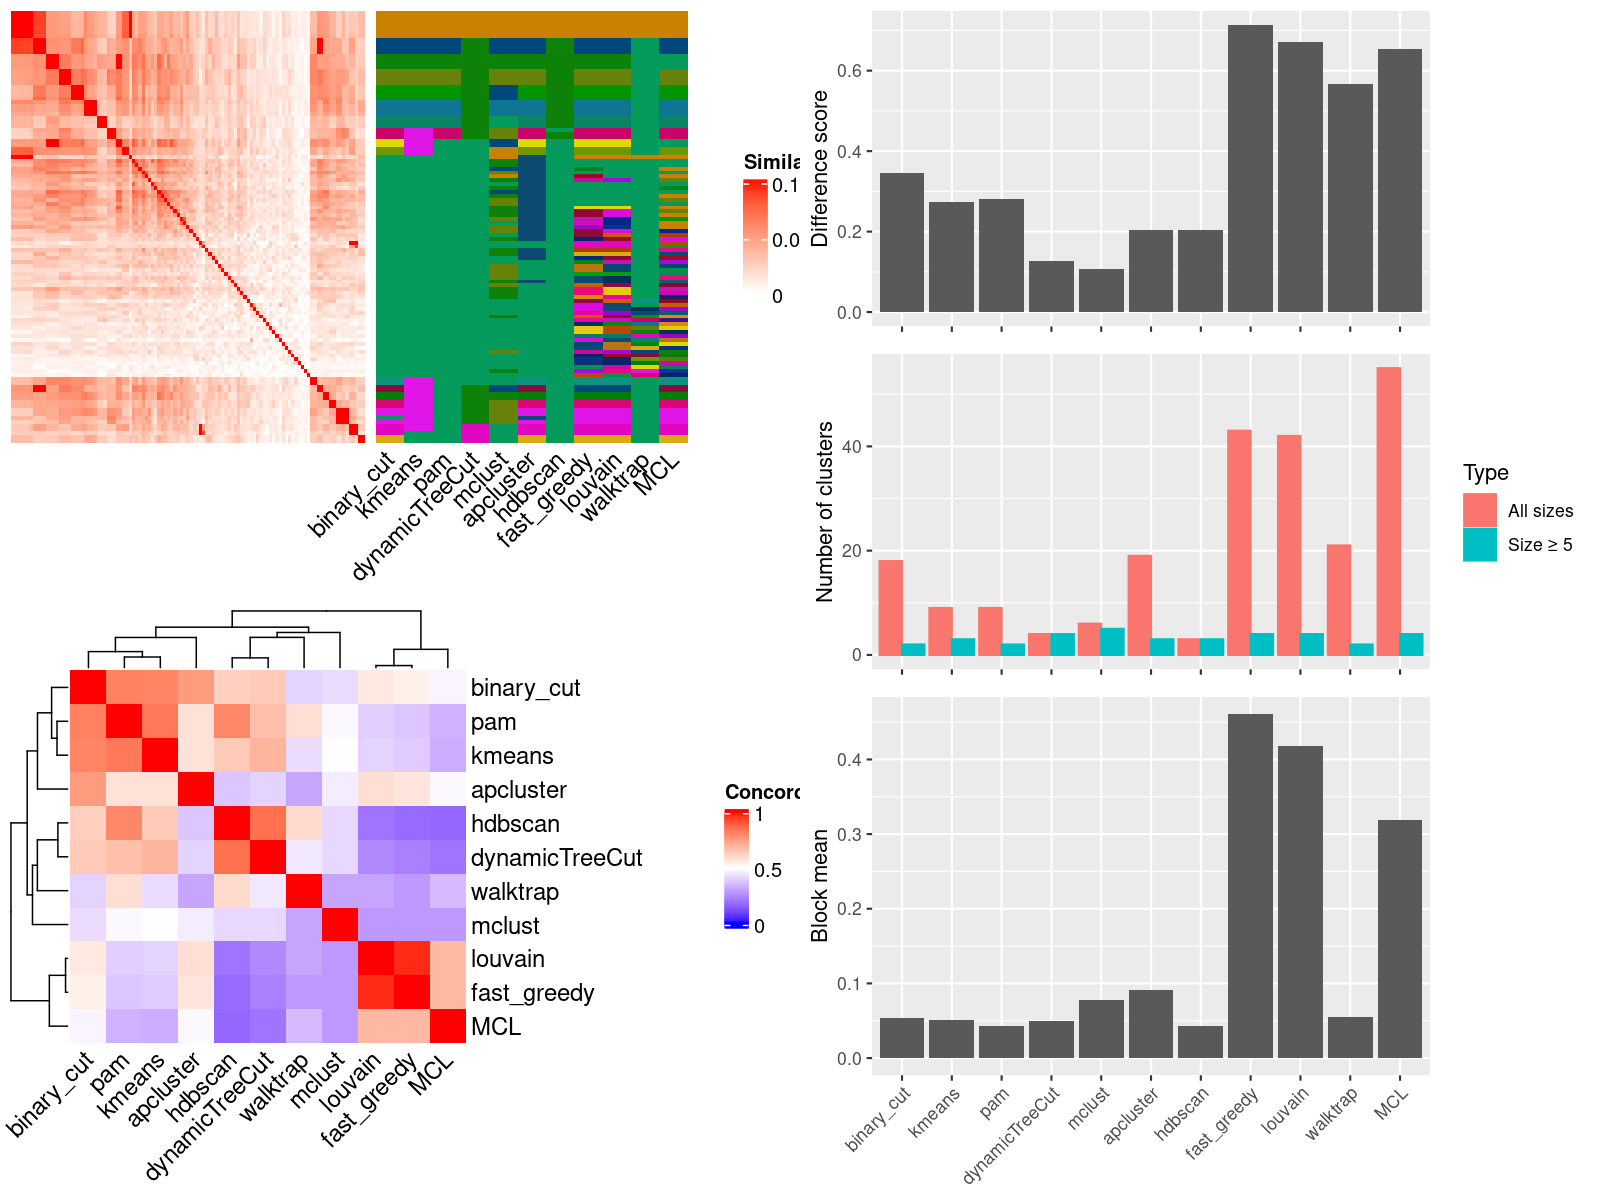 Simila
0.1
0.0
0
binary_cut
kmeans
pam
dynamicTreeCut
mclust
apcluster
hdbscan
fast_greedy
louvain
walktrap
MCL
binary_cut
pam
kmeans
apcluster
hdbscan
dynamicTreeCut
walktrap
mclust
louvain
fast_greedy
MCL
binary_cut
pam
kmeans
apcluster
hdbscan
dynamicTreeCut
walktrap
mclust
louvain
fast_greedy
MCL
Concord
1
0.5
0
Difference score
0.6
0.4
0.2
0.0
Number of clusters
40
20
0
Type
All sizes
Size ≥ 5
Block mean
0.4
0.3
0.2
0.1
0.0
binary_cut
kmeans
pam
dynamicTreeCut
mclust
apcluster
hdbscan
fast_greedy
louvain
walktrap
MCL